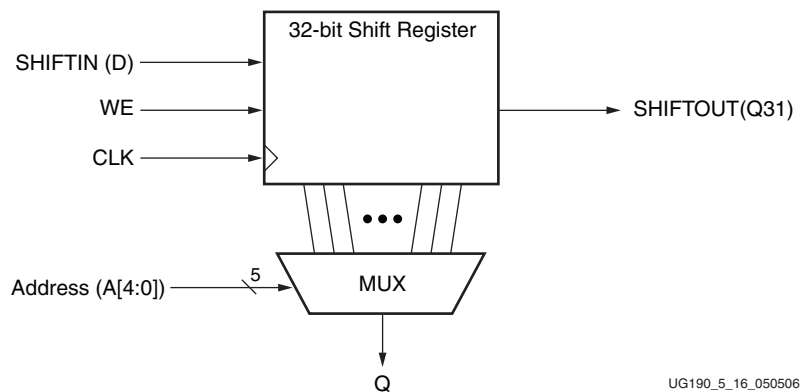 32-bit Shift Register
SHIFTIN (D)
WE
SHIFTOUT(Q31)
CLK
•••
5
Address (A[4:0])
MUX
Q
UG190_5_16_050506